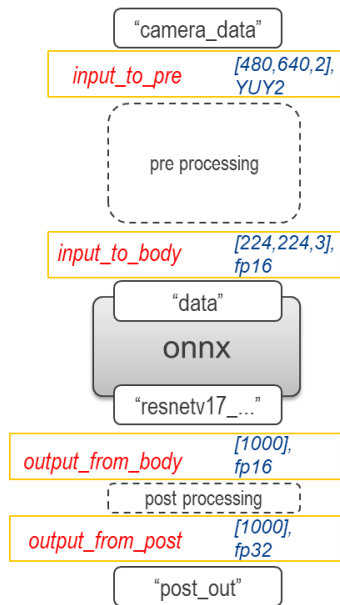 “camera_data”
input_to_pre [480,640,2],
YUY2
pre processing
input_to_body [224,224,3],
fp16
“data”
onnx
“resnetv17_...”
output_from_body [1000],
fp16
post processing
output_from_post [1000],
fp32
“post_out”